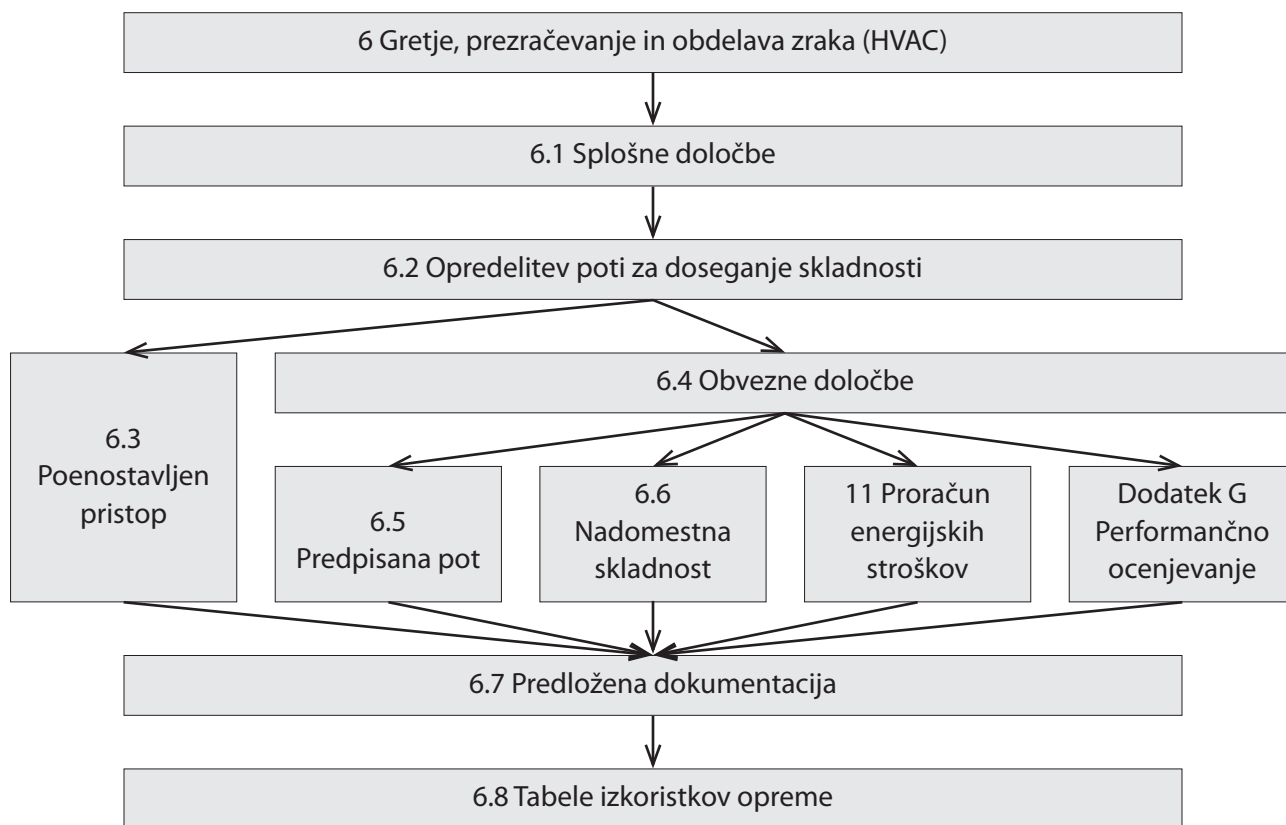 6 Gretje, prezračevanje in obdelava zraka (HVAC)
6.1 Splošne določbe
6.2 Opredelitev poti za doseganje skladnosti
6.3
Poenostavljen
pristop
6.4 Obvezne določbe
6.5
Predpisana pot
6.6
Nadomestna
skladnost
11 Proračun
energijskih
stroškov
Dodatek G
Performančno
ocenjevanje
6.7 Predložena dokumentacija
6.8 Tabele izkoristkov opreme